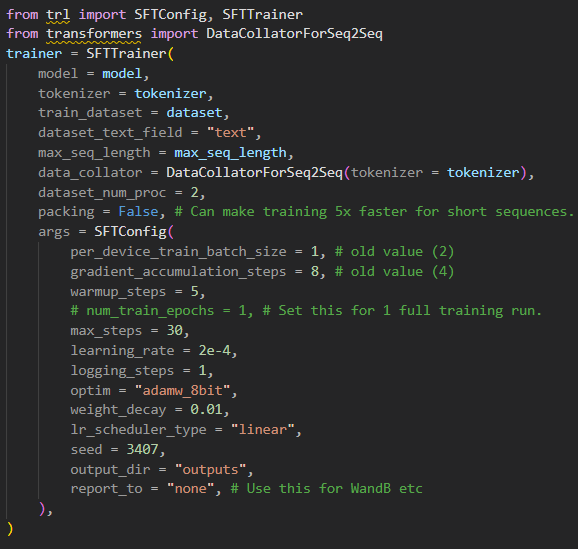 from trl import SFTConfig, SFTTrainer
from transformers import DataCollatorForSeq2Seq
trainer = SFTTrainer(
    model = model,
    tokenizer = tokenizer,
    train_dataset = dataset,
    dataset_text_field = "text",
    max_seq_length = max_seq_length,
    data_collator = DataCollatorForSeq2Seq(tokenizer = tokenizer),
    dataset_num_proc = 2,
    packing = False, # Can make training 5x faster for short sequences.
    args = SFTConfig(
        per_device_train_batch_size = 1, # old value (2)
        gradient_accumulation_steps = 8, # old value (4)
        warmup_steps = 5,
        # num_train_epochs = 1, # Set this for 1 full training run.
        max_steps = 30,
        learning_rate = 2e-4,
        logging_steps = 1,
        optim = "adamw_8bit",
        weight_decay = 0.01,
        lr_scheduler_type = "linear",
        seed = 3407,
        output_dir = "outputs",
        report_to = "none", # Use this for WandB etc
    ),
)